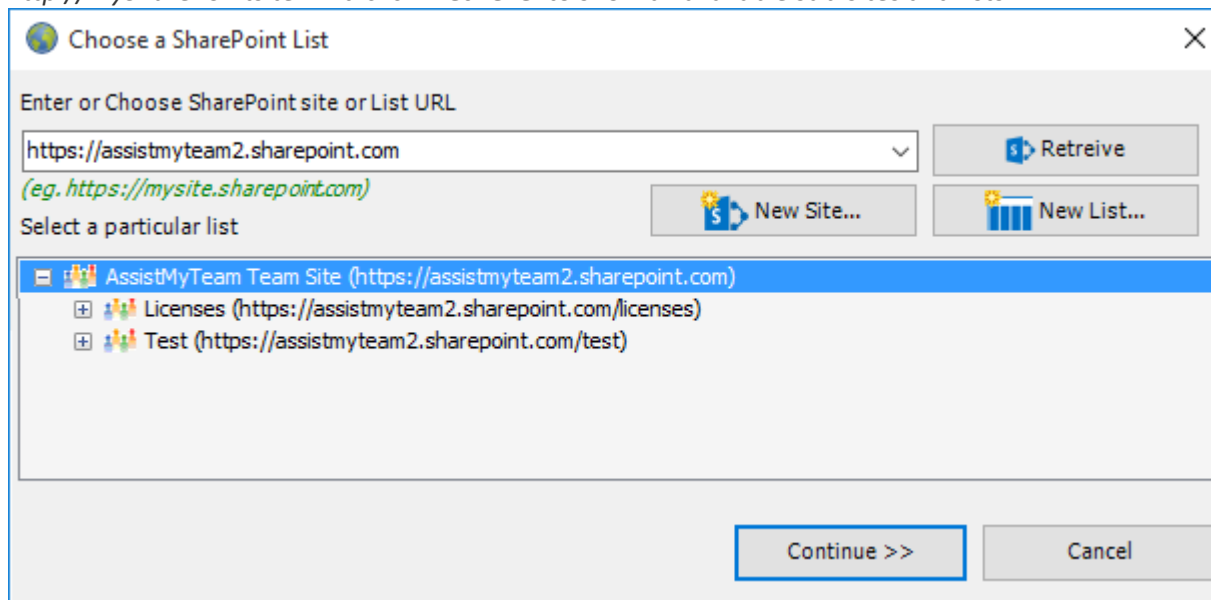 Choose a SharePoint List
Enter or Choose SharePoint site or List URL
https://assistmyteam2.sharepoint.com
Retreive
(eg. https://mysite.sharepoint.com)
New Site...
New List...
Select a particular list
AssistMyTeam Team Site (https://assistmyteam2.sharepoint.com)
Licenses (https://assistmyteam2.sharepoint.com/licenses)
Test (https://assistmyteam2.sharepoint.com/test)
Continue >>
Cancel